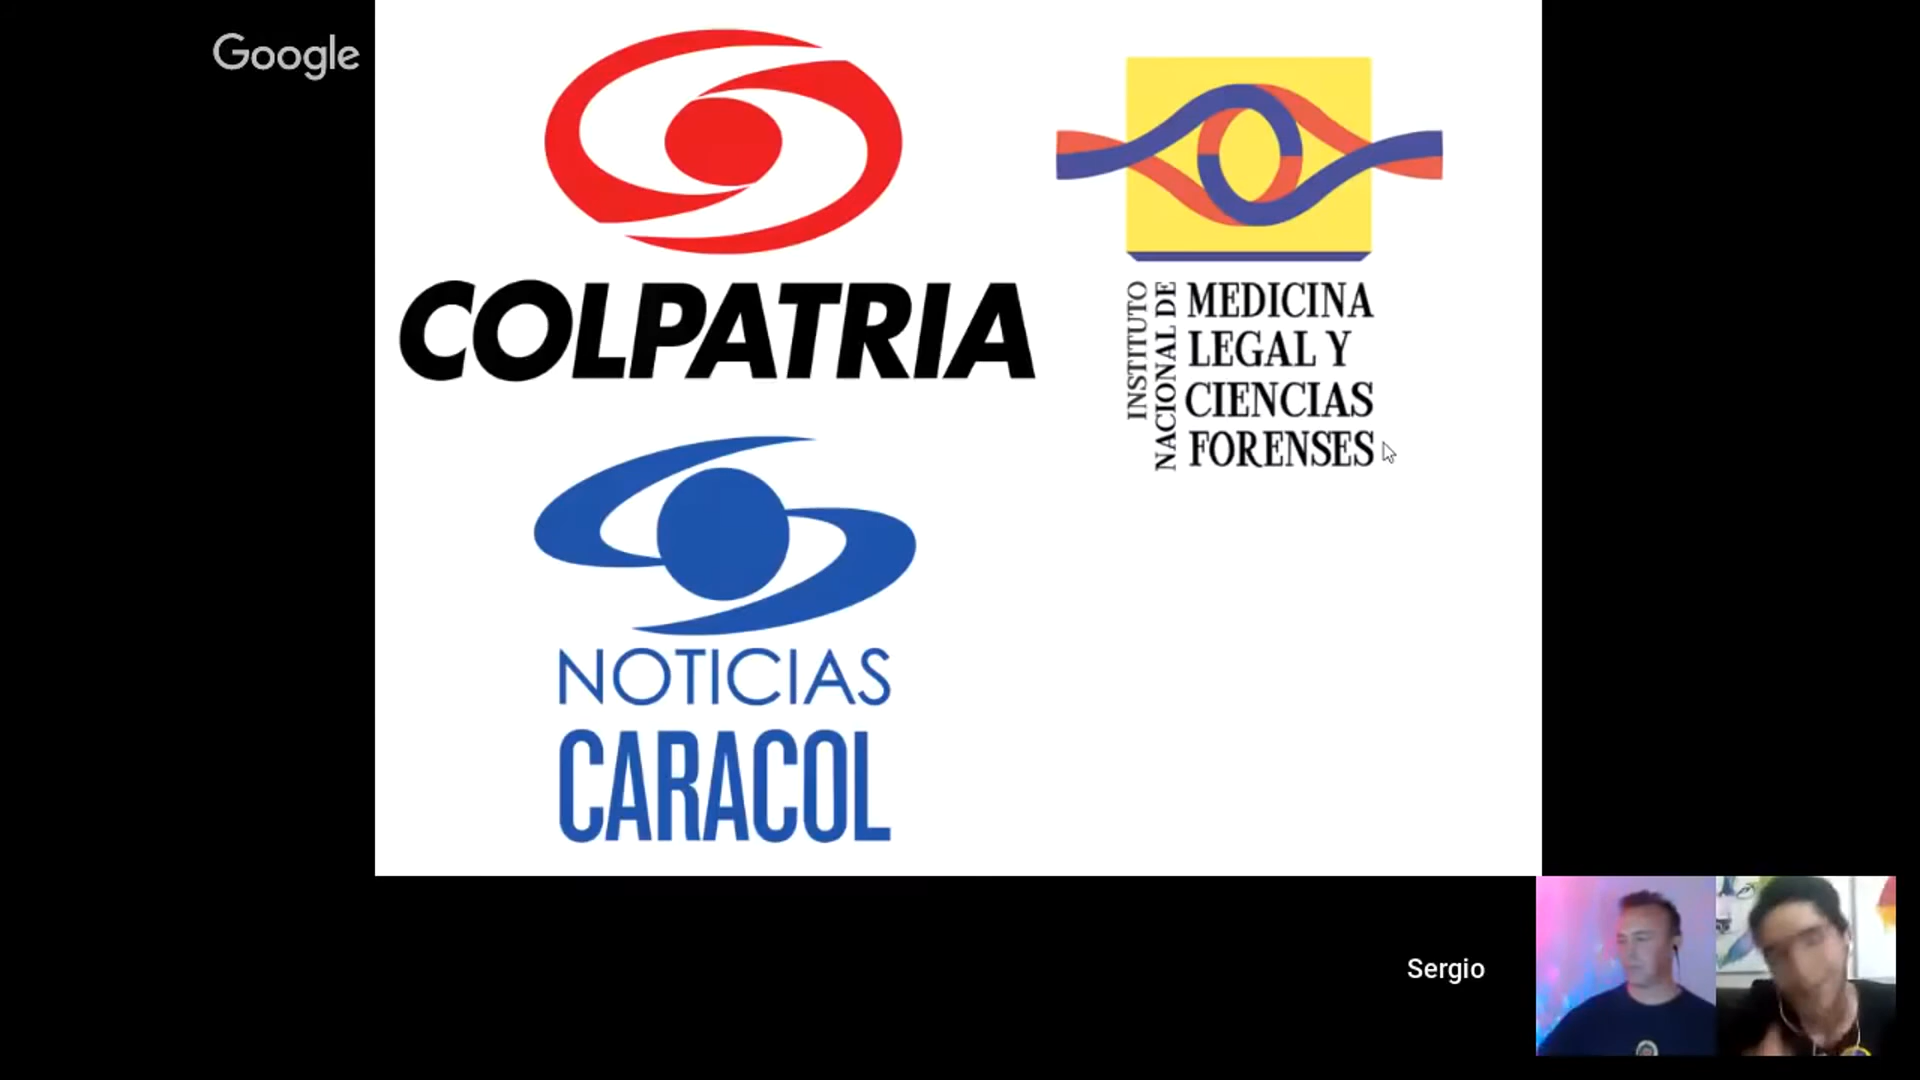 Google
COLPATRIA
INSTITUTO
NACIONAL DE
MEDICINA
LEGAL Y
CIENCIAS
FORENSES
NOTICIAS
CARACOL
Sergio